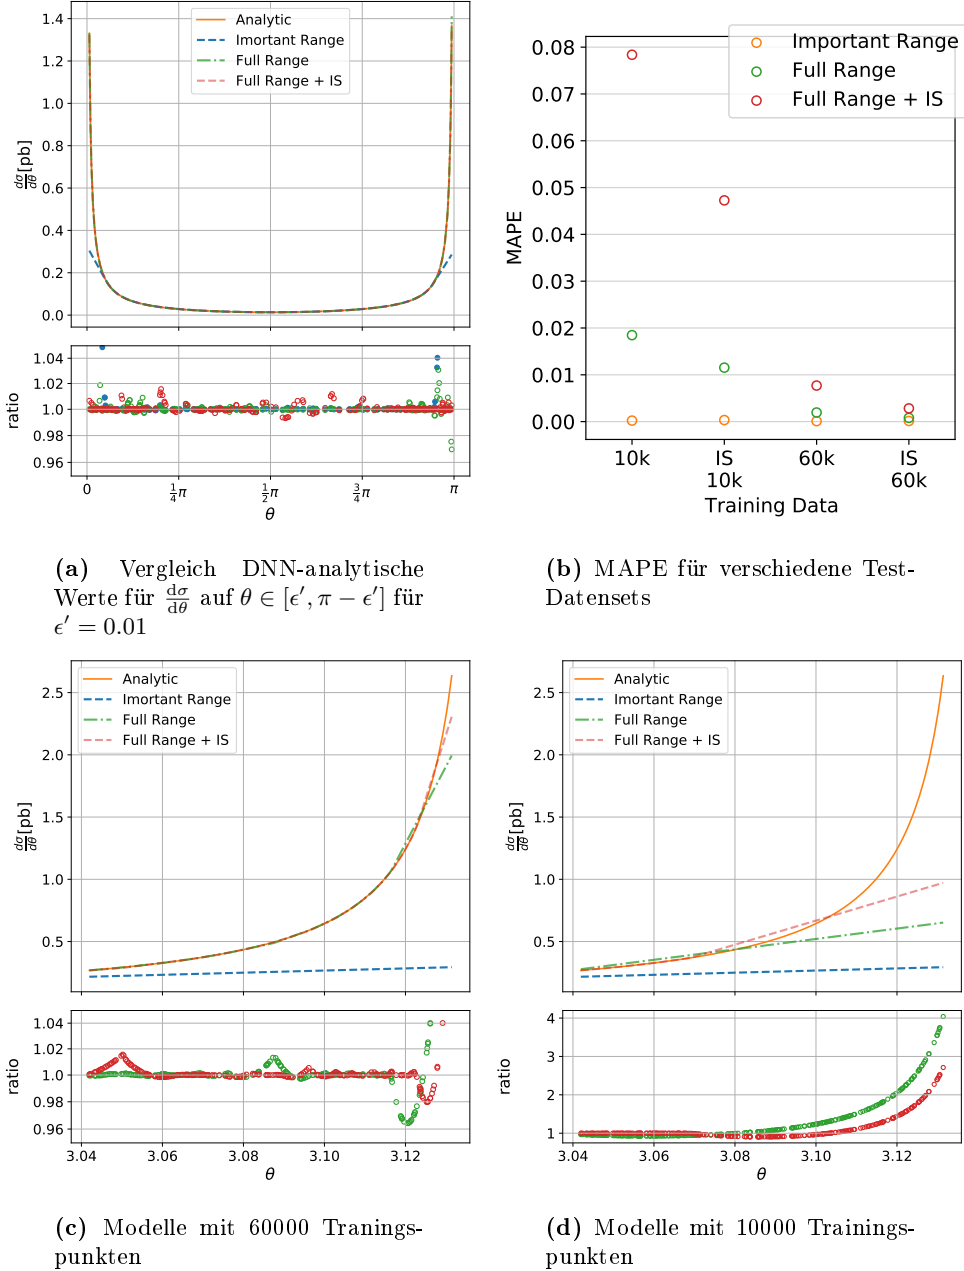 1.4
1.2
1.0
0.8
0.6
0.4
0.2
0.0
dσ/dθ [pb]
Analytic
Imortant Range
Full Range
Full Range + IS
1.04
1.02
1.00
0.98
0.96
ratio
0
1/4 π
1/2 π
3/4 π
π
θ
0.08
0.07
0.06
0.05
0.04
0.03
0.02
0.01
0.00
MAPE
Important Range
Full Range
Full Range + IS
10k
IS
10k
60k
IS
60k
Training Data
(a) Vergleich DNN-analytische
Werte für dσ/dθ auf θ ∈ [ϵ′, π − ϵ′] für
ϵ′ = 0.01
(b) MAPE für verschiedene Test-
Datensets
2.5
2.0
1.5
1.0
0.5
dσ/dθ [pb]
Analytic
Imortant Range
Full Range
Full Range + IS
1.04
1.02
1.00
0.98
0.96
ratio
3.04
3.06
3.08
3.10
3.12
θ
2.5
2.0
1.5
1.0
0.5
dσ/dθ [pb]
Analytic
Imortant Range
Full Range
Full Range + IS
4
3
2
1
ratio
3.04
3.06
3.08
3.10
3.12
θ
(c) Modelle mit 60000 Tranings-
punkten
(d) Modelle mit 10000 Trainings-
punkten